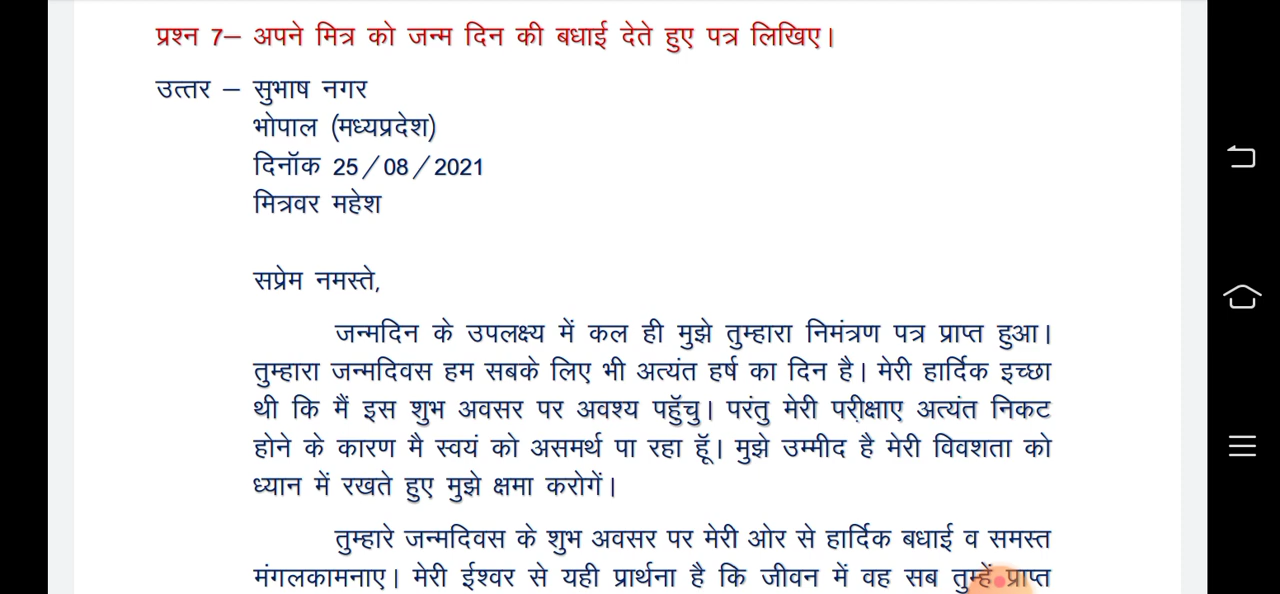 प्रश्न 7– अपने मित्र को जन्म दिन की बधाई देते हुए पत्र लिखिए।
उत्तर – सुभाष नगर
भोपाल (मध्यप्रदेश)
दिनॉक 25/08/2021
मित्रवर महेश
सप्रेम नमस्ते,
जन्मदिन के उपलक्ष्य में कल ही मुझे तुम्हारा निमंत्रण पत्र प्राप्त हुआ।
तुम्हारा जन्मदिवस हम सबके लिए भी अत्यंत हर्ष का दिन है। मेरी हार्दिक इच्छा
थी कि मैं इस शुभ अवसर पर अवश्य पहुॅचु। परंतु मेरी परी़क्षाए अत्यंत निकट
होने के कारण मै स्वयं को असमर्थ पा रहा हूॅ। मुझे उम्मीद है मेरी विवशता को
ध्यान में रखते हुए मुझे क्षमा करोगें।
तुम्हारे जन्मदिवस के शुभ अवसर पर मेरी ओर से हार्दिक बधाई व समस्त
मंगलकामनाए। मेरी ईश्वर से यही प्रार्थना है कि जीवन में वह सब तुम्हें प्राप्त